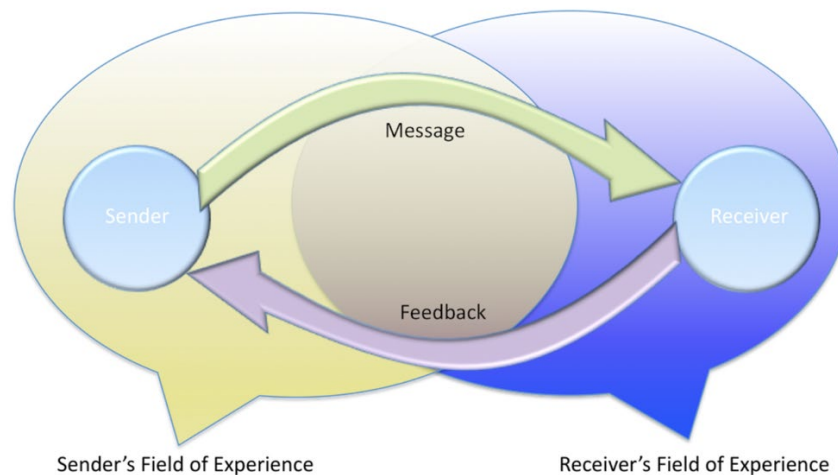 Message
Sender
Receiver
Feedback
Sender’s Field of Experience
Receiver’s Field of Experience